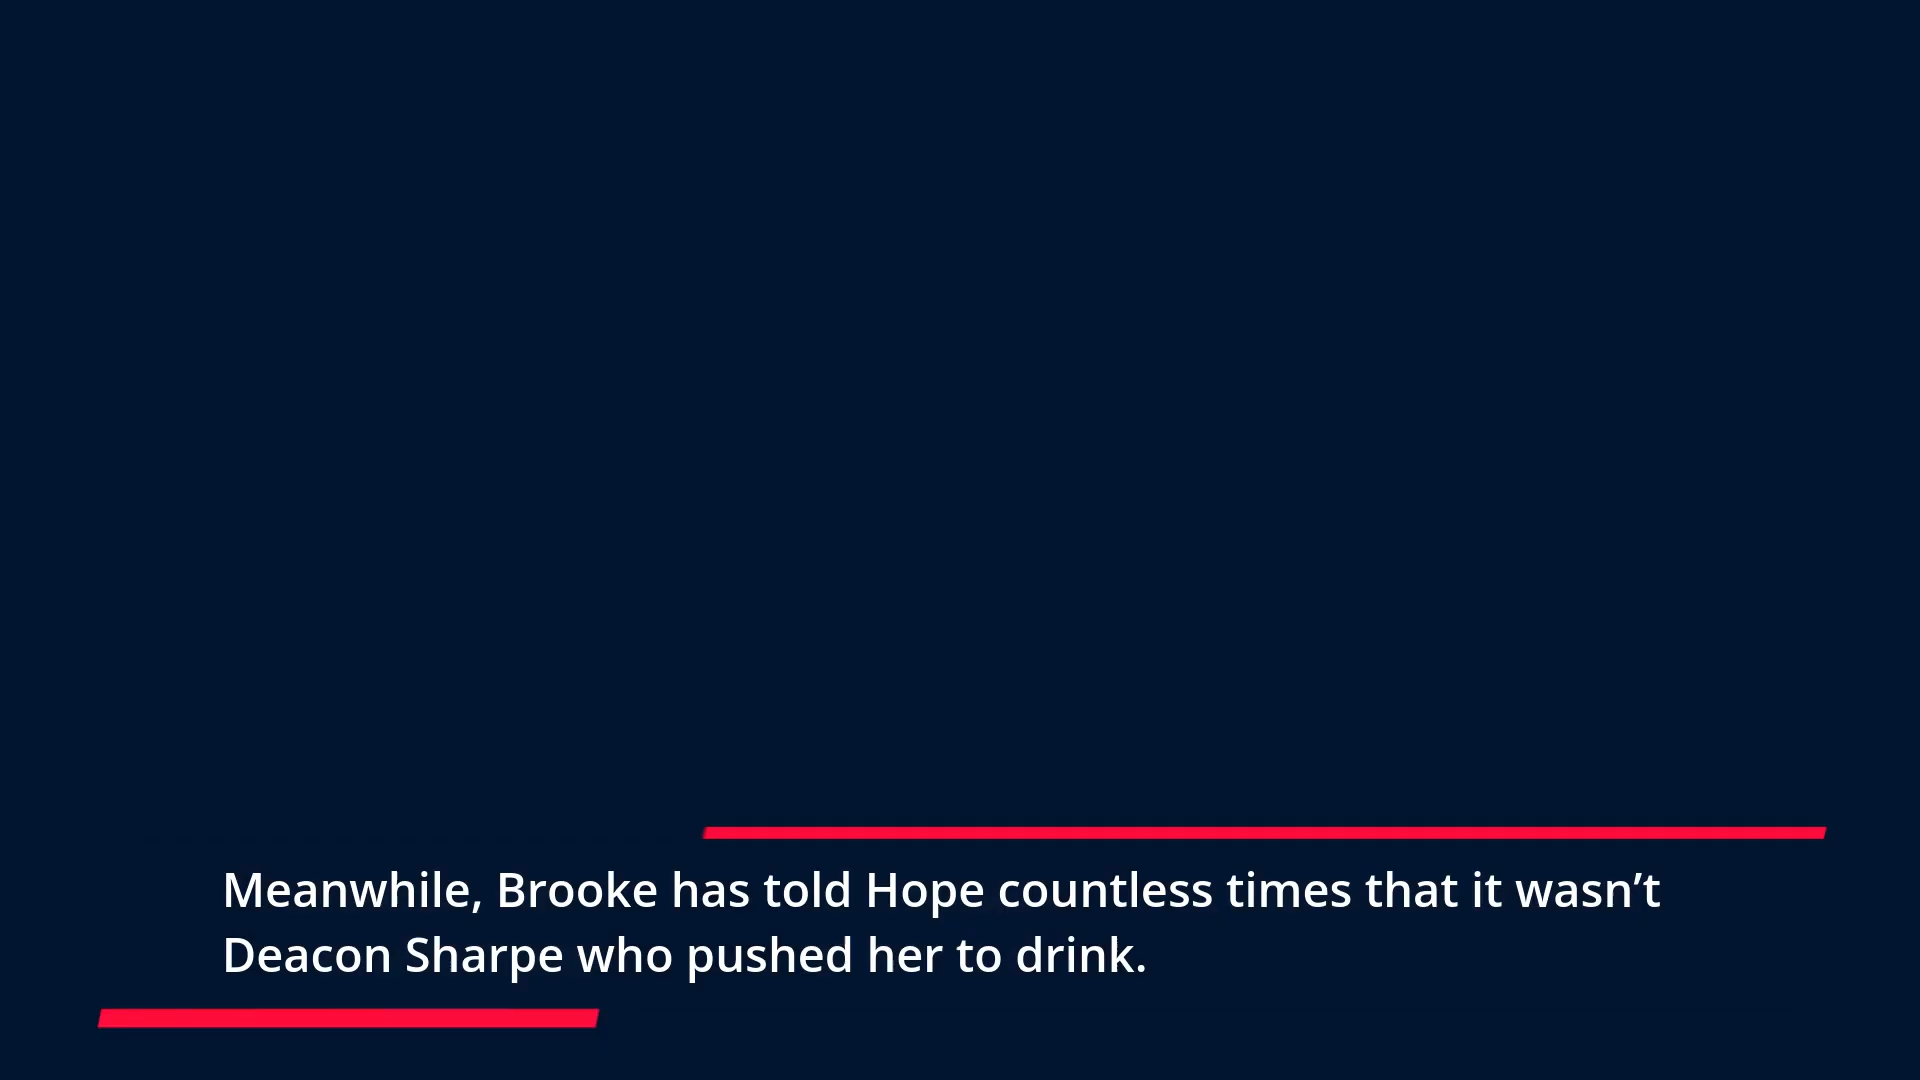 Meanwhile, Brooke has told Hope countless times that it wasn’t
Deacon Sharpe who pushed her to drink.